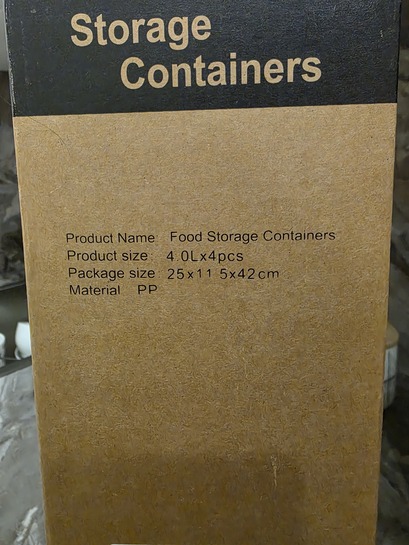 Storage
Containers
Product Name: Food Storage Containers
Product size: 4.0Lx4pcs
Package size: 25x11.5x42cm
Material PP